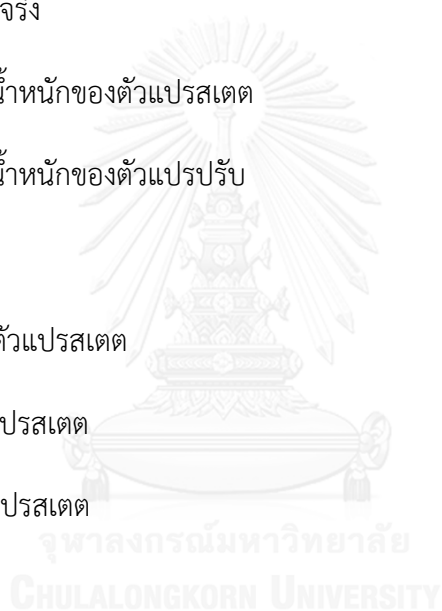 จริง
น้ำหนักของตัวแปรสเตต
น้ำหนักของตัวแปรปรับ
ตัวแปรสเตต
แปรสเตต
แปรสเตต
จุฬาลงกรณ์มหาวิทยาลัย
CHULALONGKORN UNIVERSITY